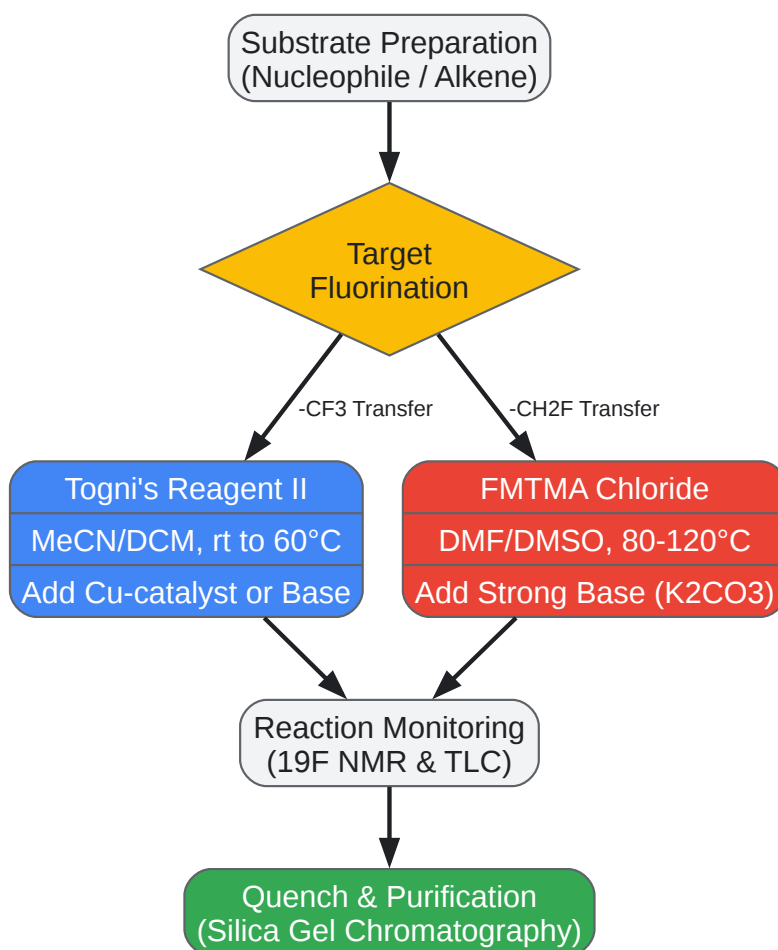 Substrate Preparation
(Nucleophile / Alkene)
Target
Fluorination
-CF3 Transfer
-CH2F Transfer
Togni's Reagent II
MeCN/DCM, rt to 60°C
Add Cu-catalyst or Base
FMTMA Chloride
DMF/DMSO, 80-120°C
Add Strong Base (K2CO3)
Reaction Monitoring
(19F NMR & TLC)
Quench & Purification
(Silica Gel Chromatography)